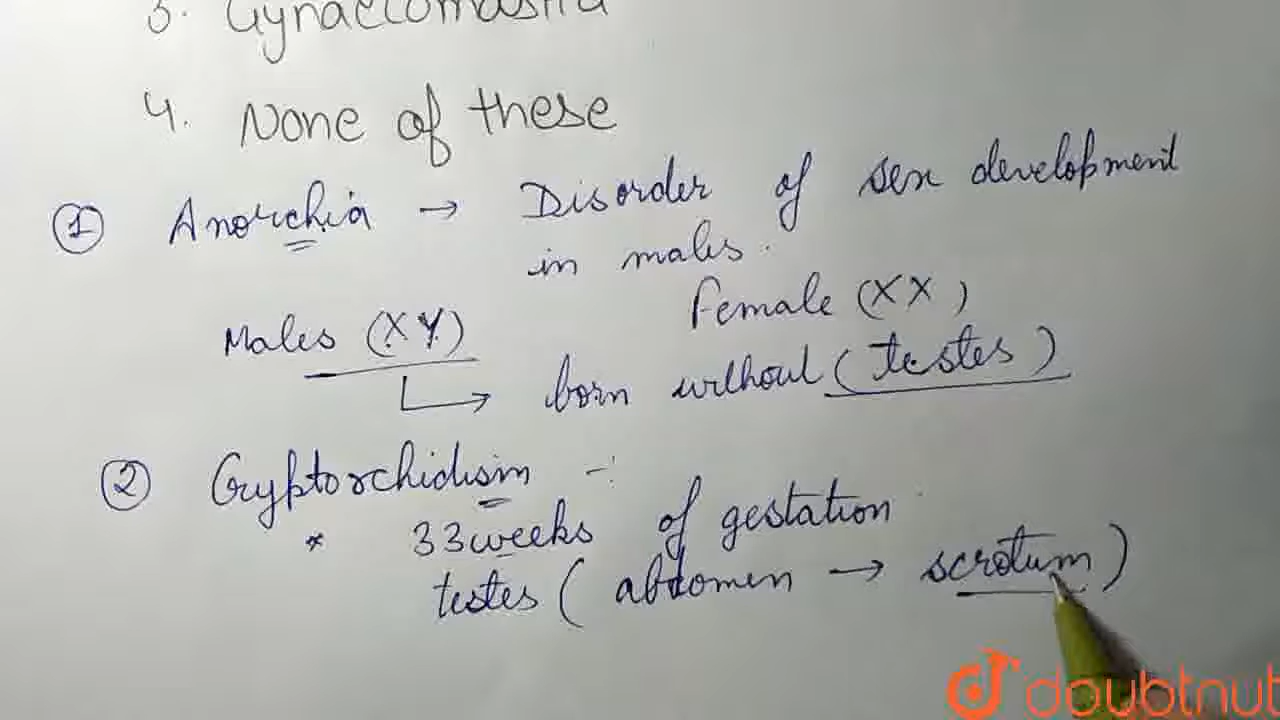 3. Gynaecomastia
4. None of these
① Anorchia → Disorder of sex development
in males.
Males (XY) Female (XX)
↳ born without (testes)
② Cryptorchidism -:
* 33 weeks of gestation
testes ( abdomen → scrotum )
doubtnut